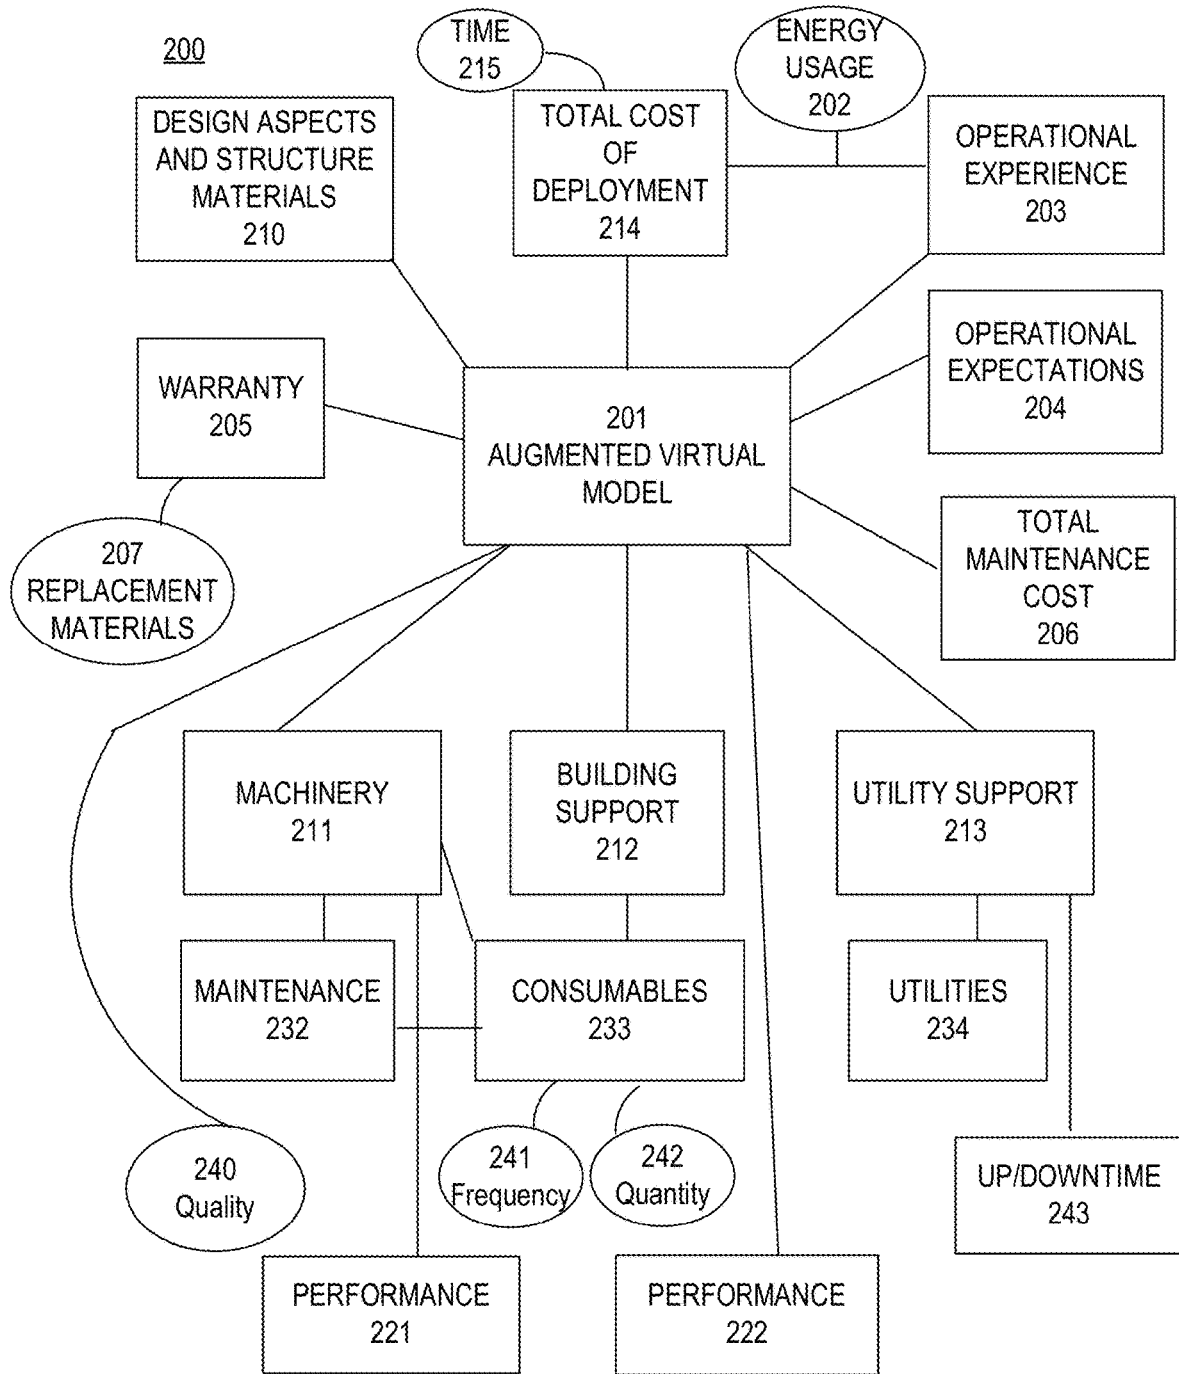 200
TIME
215
ENERGY
USAGE
202
DESIGN ASPECTS
AND STRUCTURE
MATERIALS
210
TOTAL COST
OF
DEPLOYMENT
214
OPERATIONAL
EXPERIENCE
203
WARRANTY
205
201
AUGMENTED VIRTUAL
MODEL
OPERATIONAL
EXPECTATIONS
204
207
REPLACEMENT
MATERIALS
TOTAL
MAINTENANCE
COST
206
MACHINERY
211
BUILDING
SUPPORT
212
UTILITY SUPPORT
213
MAINTENANCE
232
CONSUMABLES
233
UTILITIES
234
240
Quality
241
Frequency
242
Quantity
UP/DOWNTIME
243
PERFORMANCE
221
PERFORMANCE
222